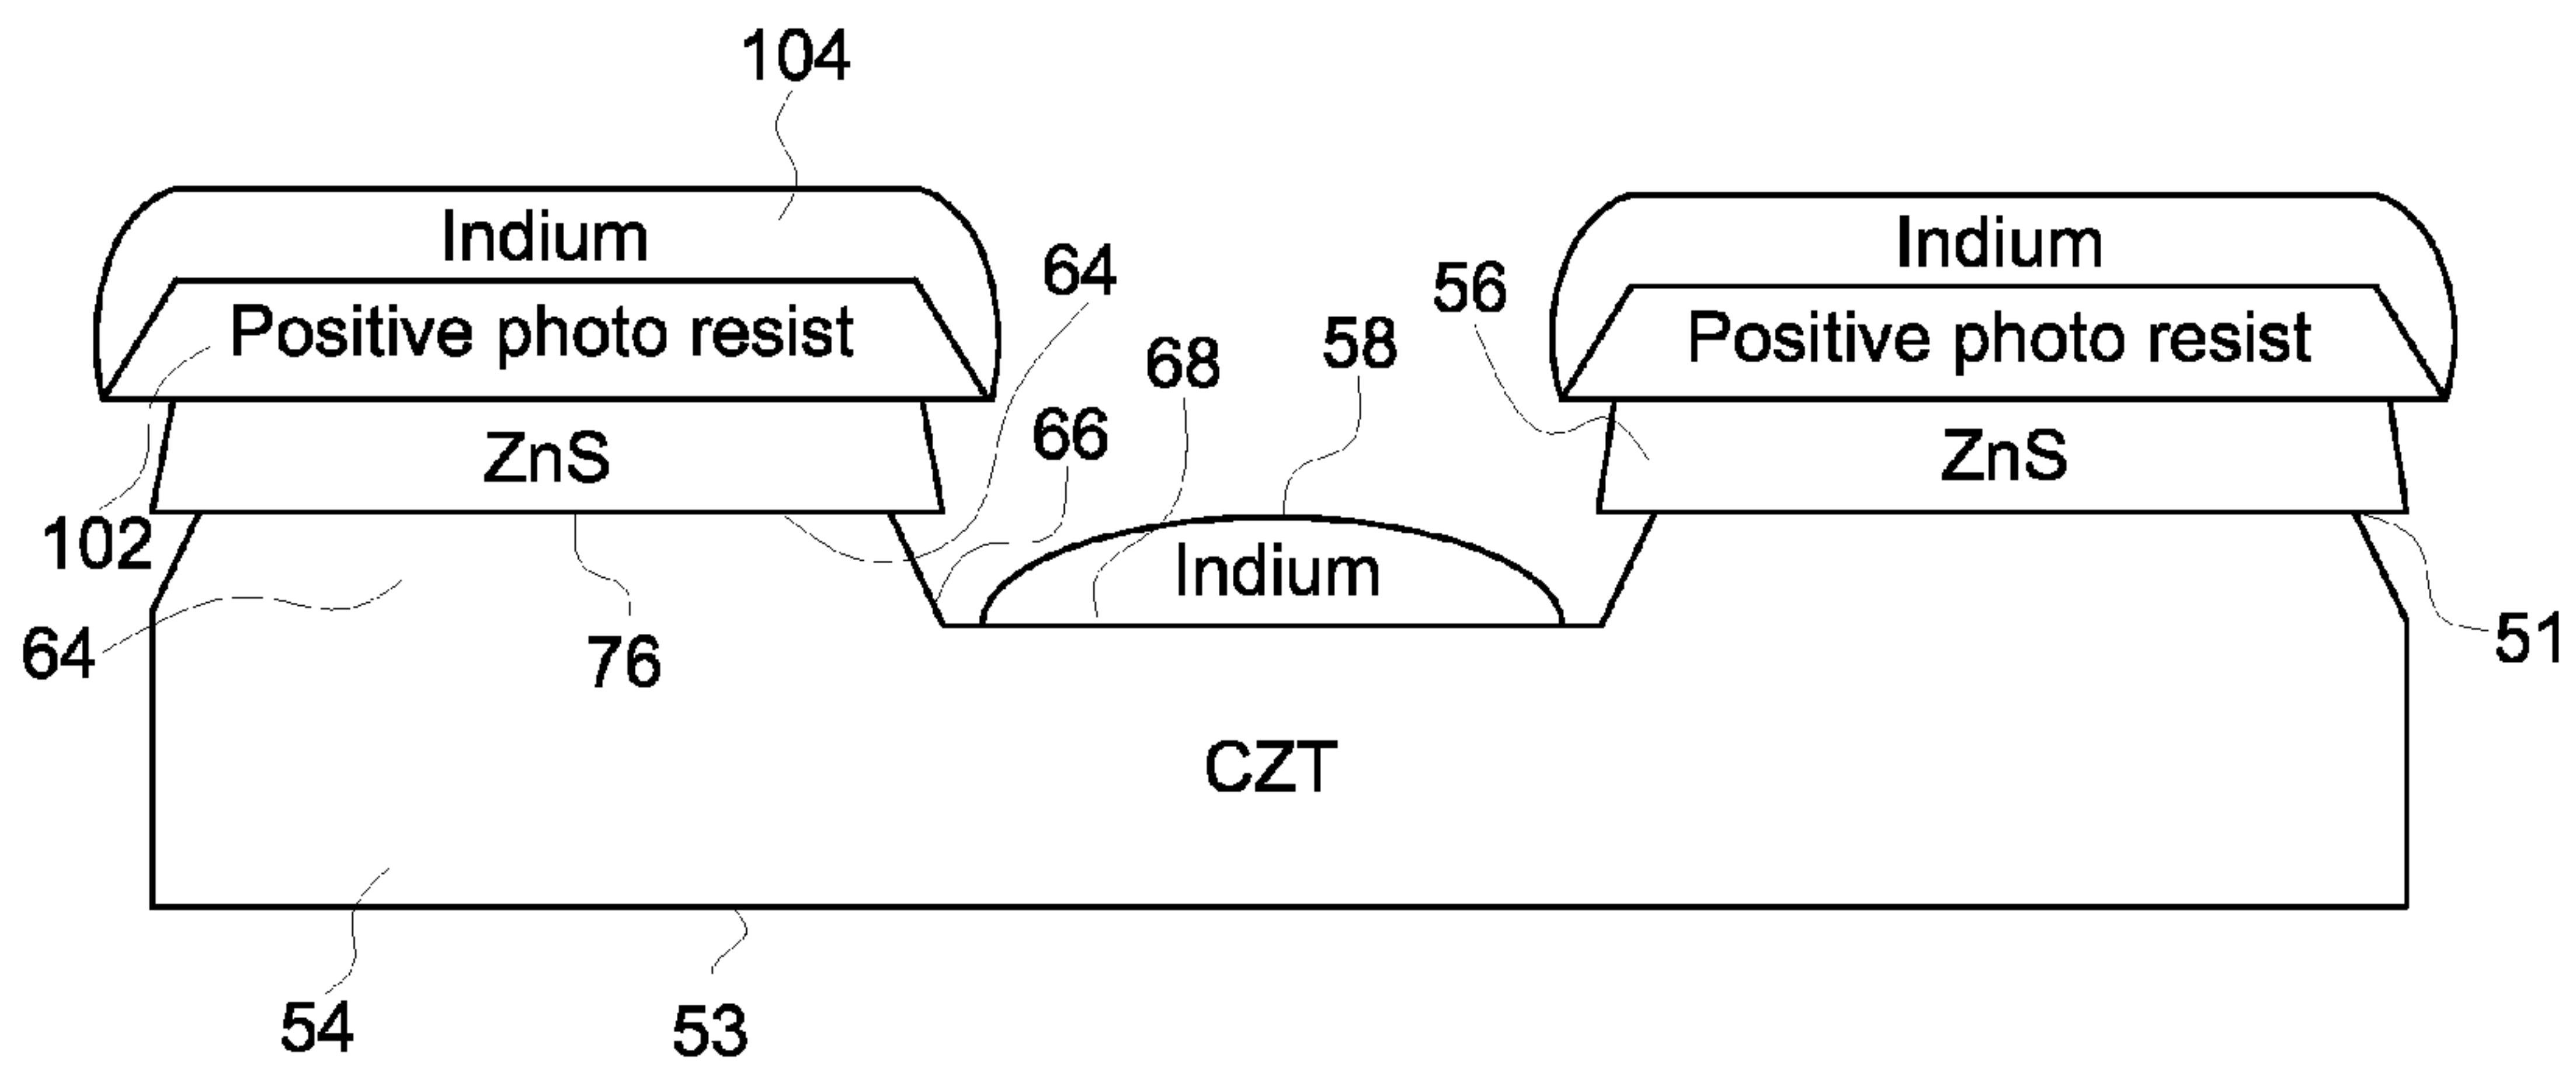 104
Indium
Indium
64
56
Positive photo resist
68
58
Positive photo resist
66
ZnS
ZnS
102
Indium
64
76
51
CZT
54
53